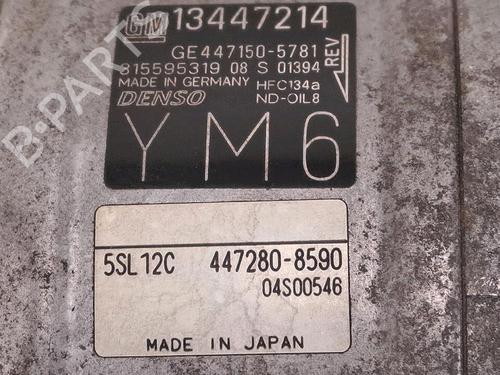 GM 13447214
GE447150-5781
815595319 08 S 01394
MADE IN GERMANY HFC134a
DENSO ND-OIL8
REV
YM6
5SL12C 447280-8590
04S00546
MADE IN JAPAN
B-PARTS